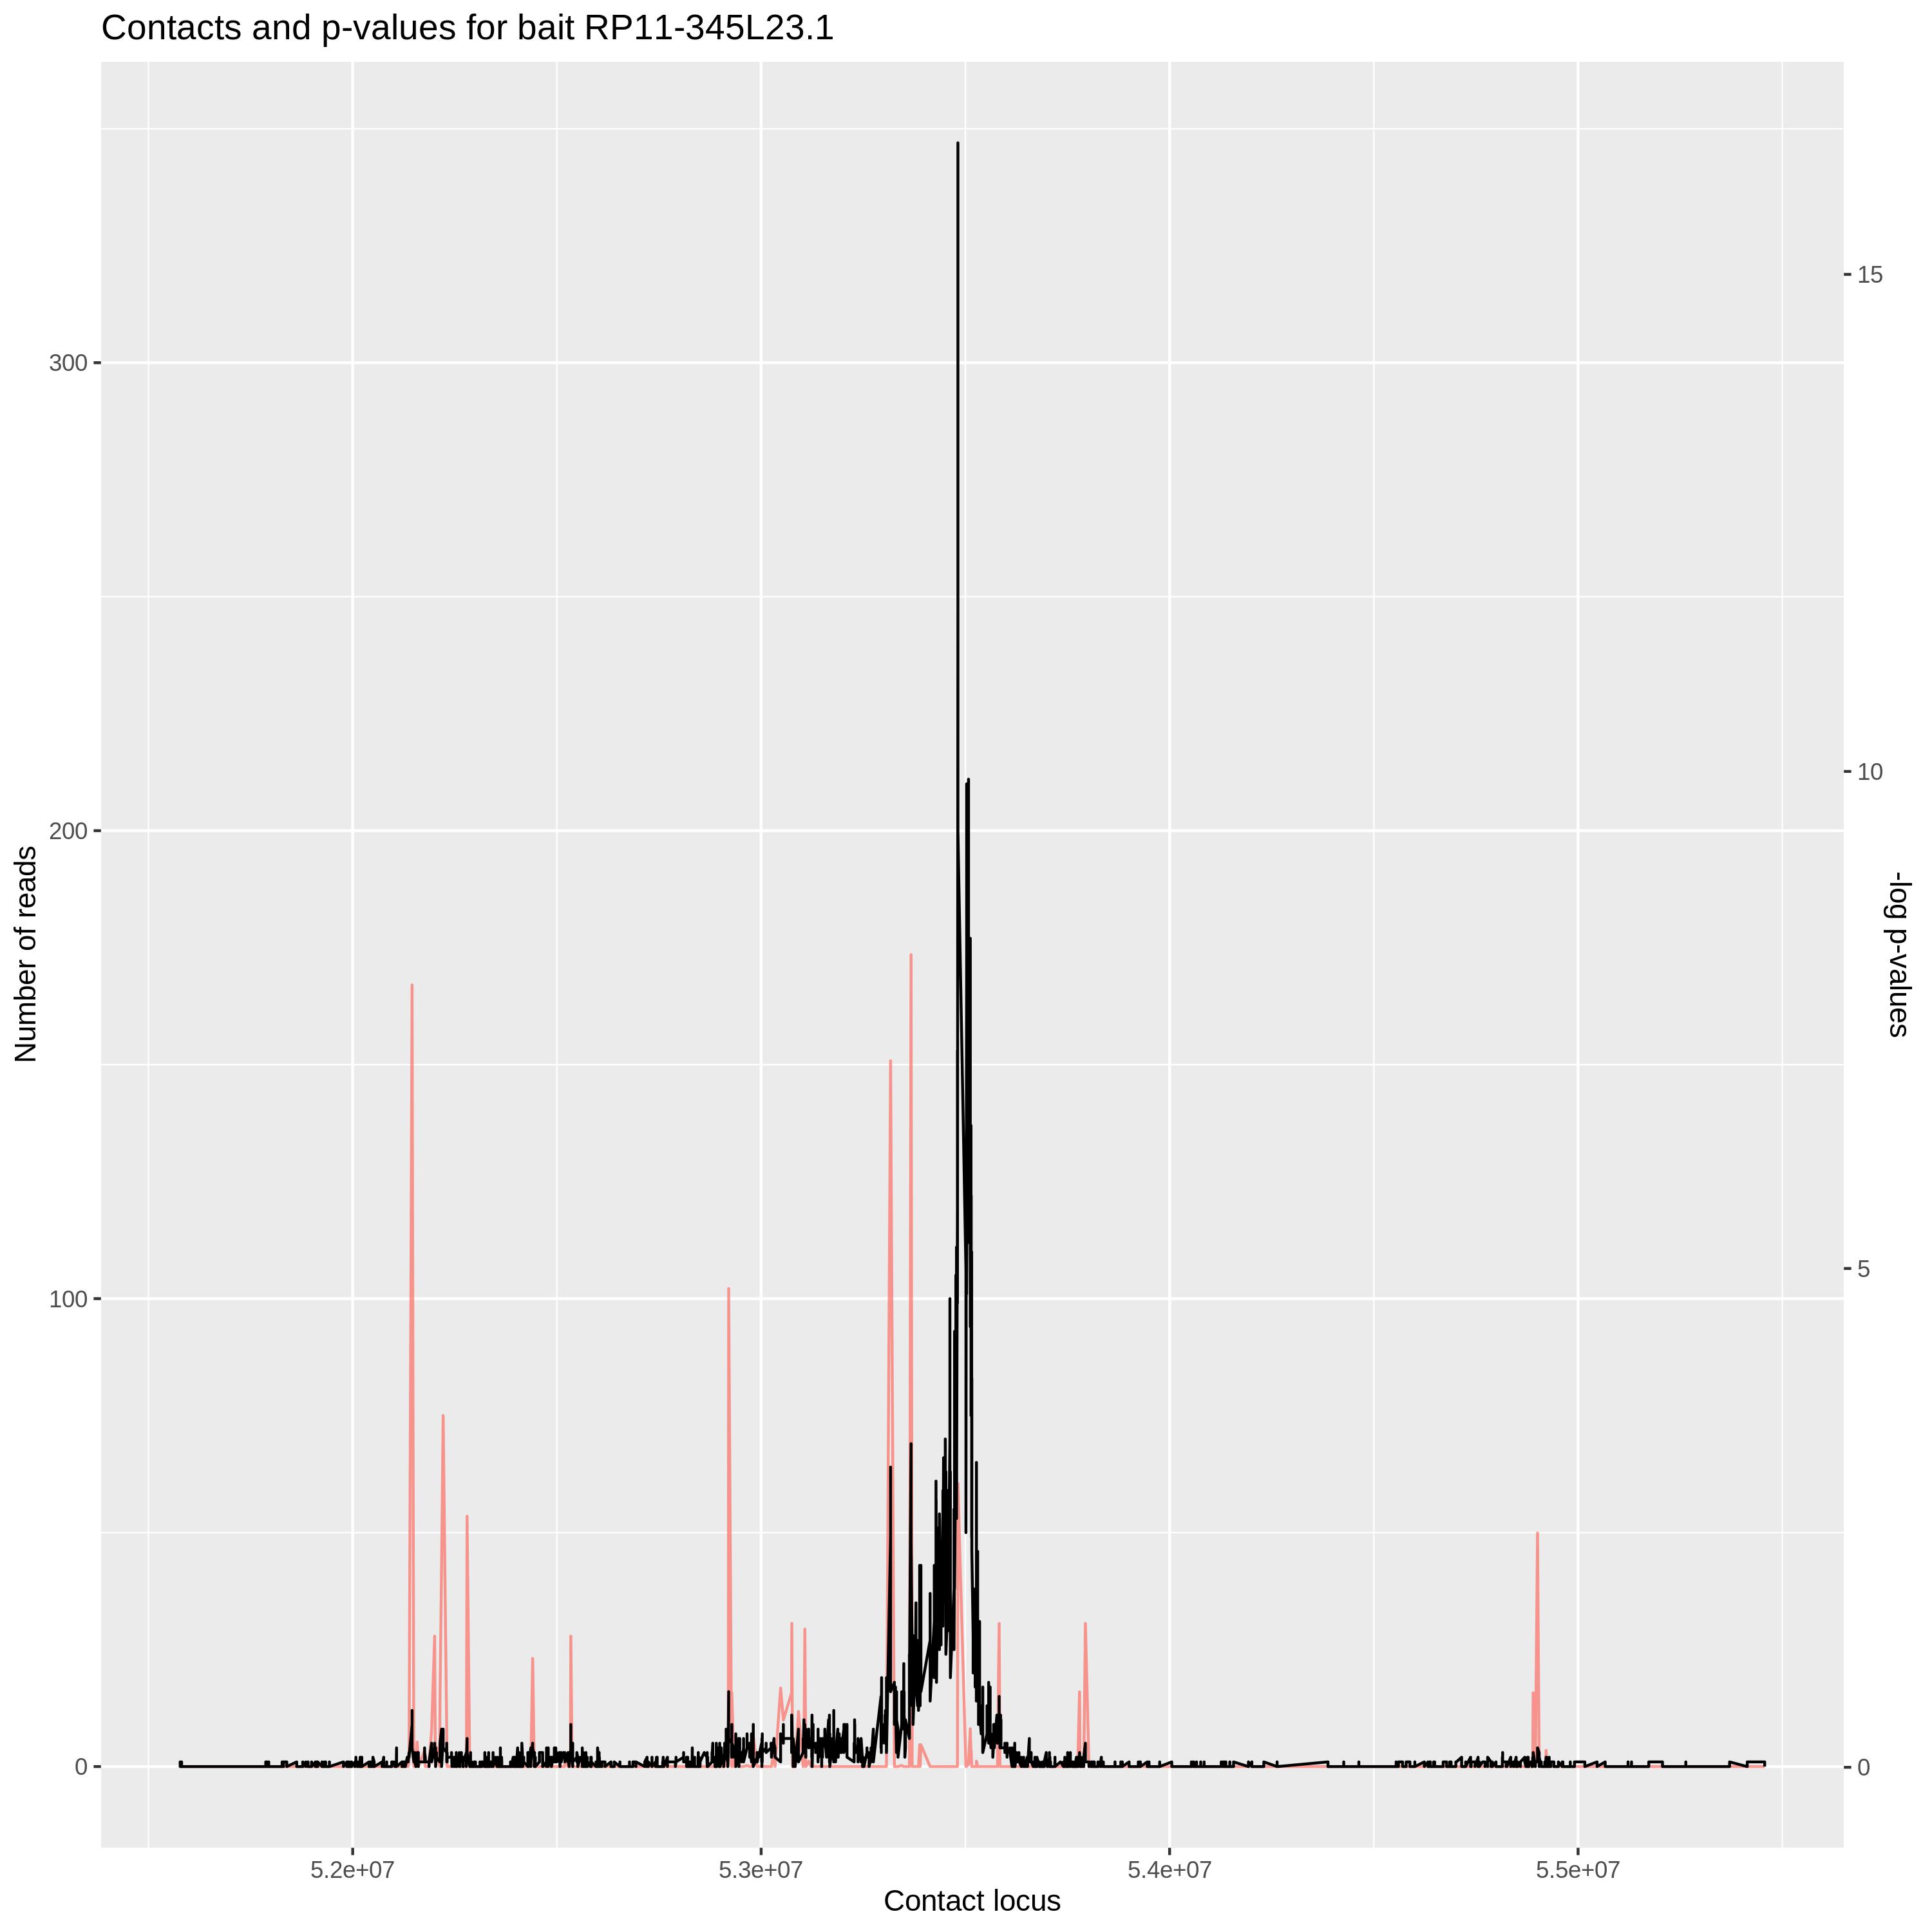 Contacts and p-values for bait RP11-345L23.1
Number of reads
300
200
100
0
15
10
5
0
-log p-values
5.2e+07 5.3e+07 5.4e+07 5.5e+07
Contact locus